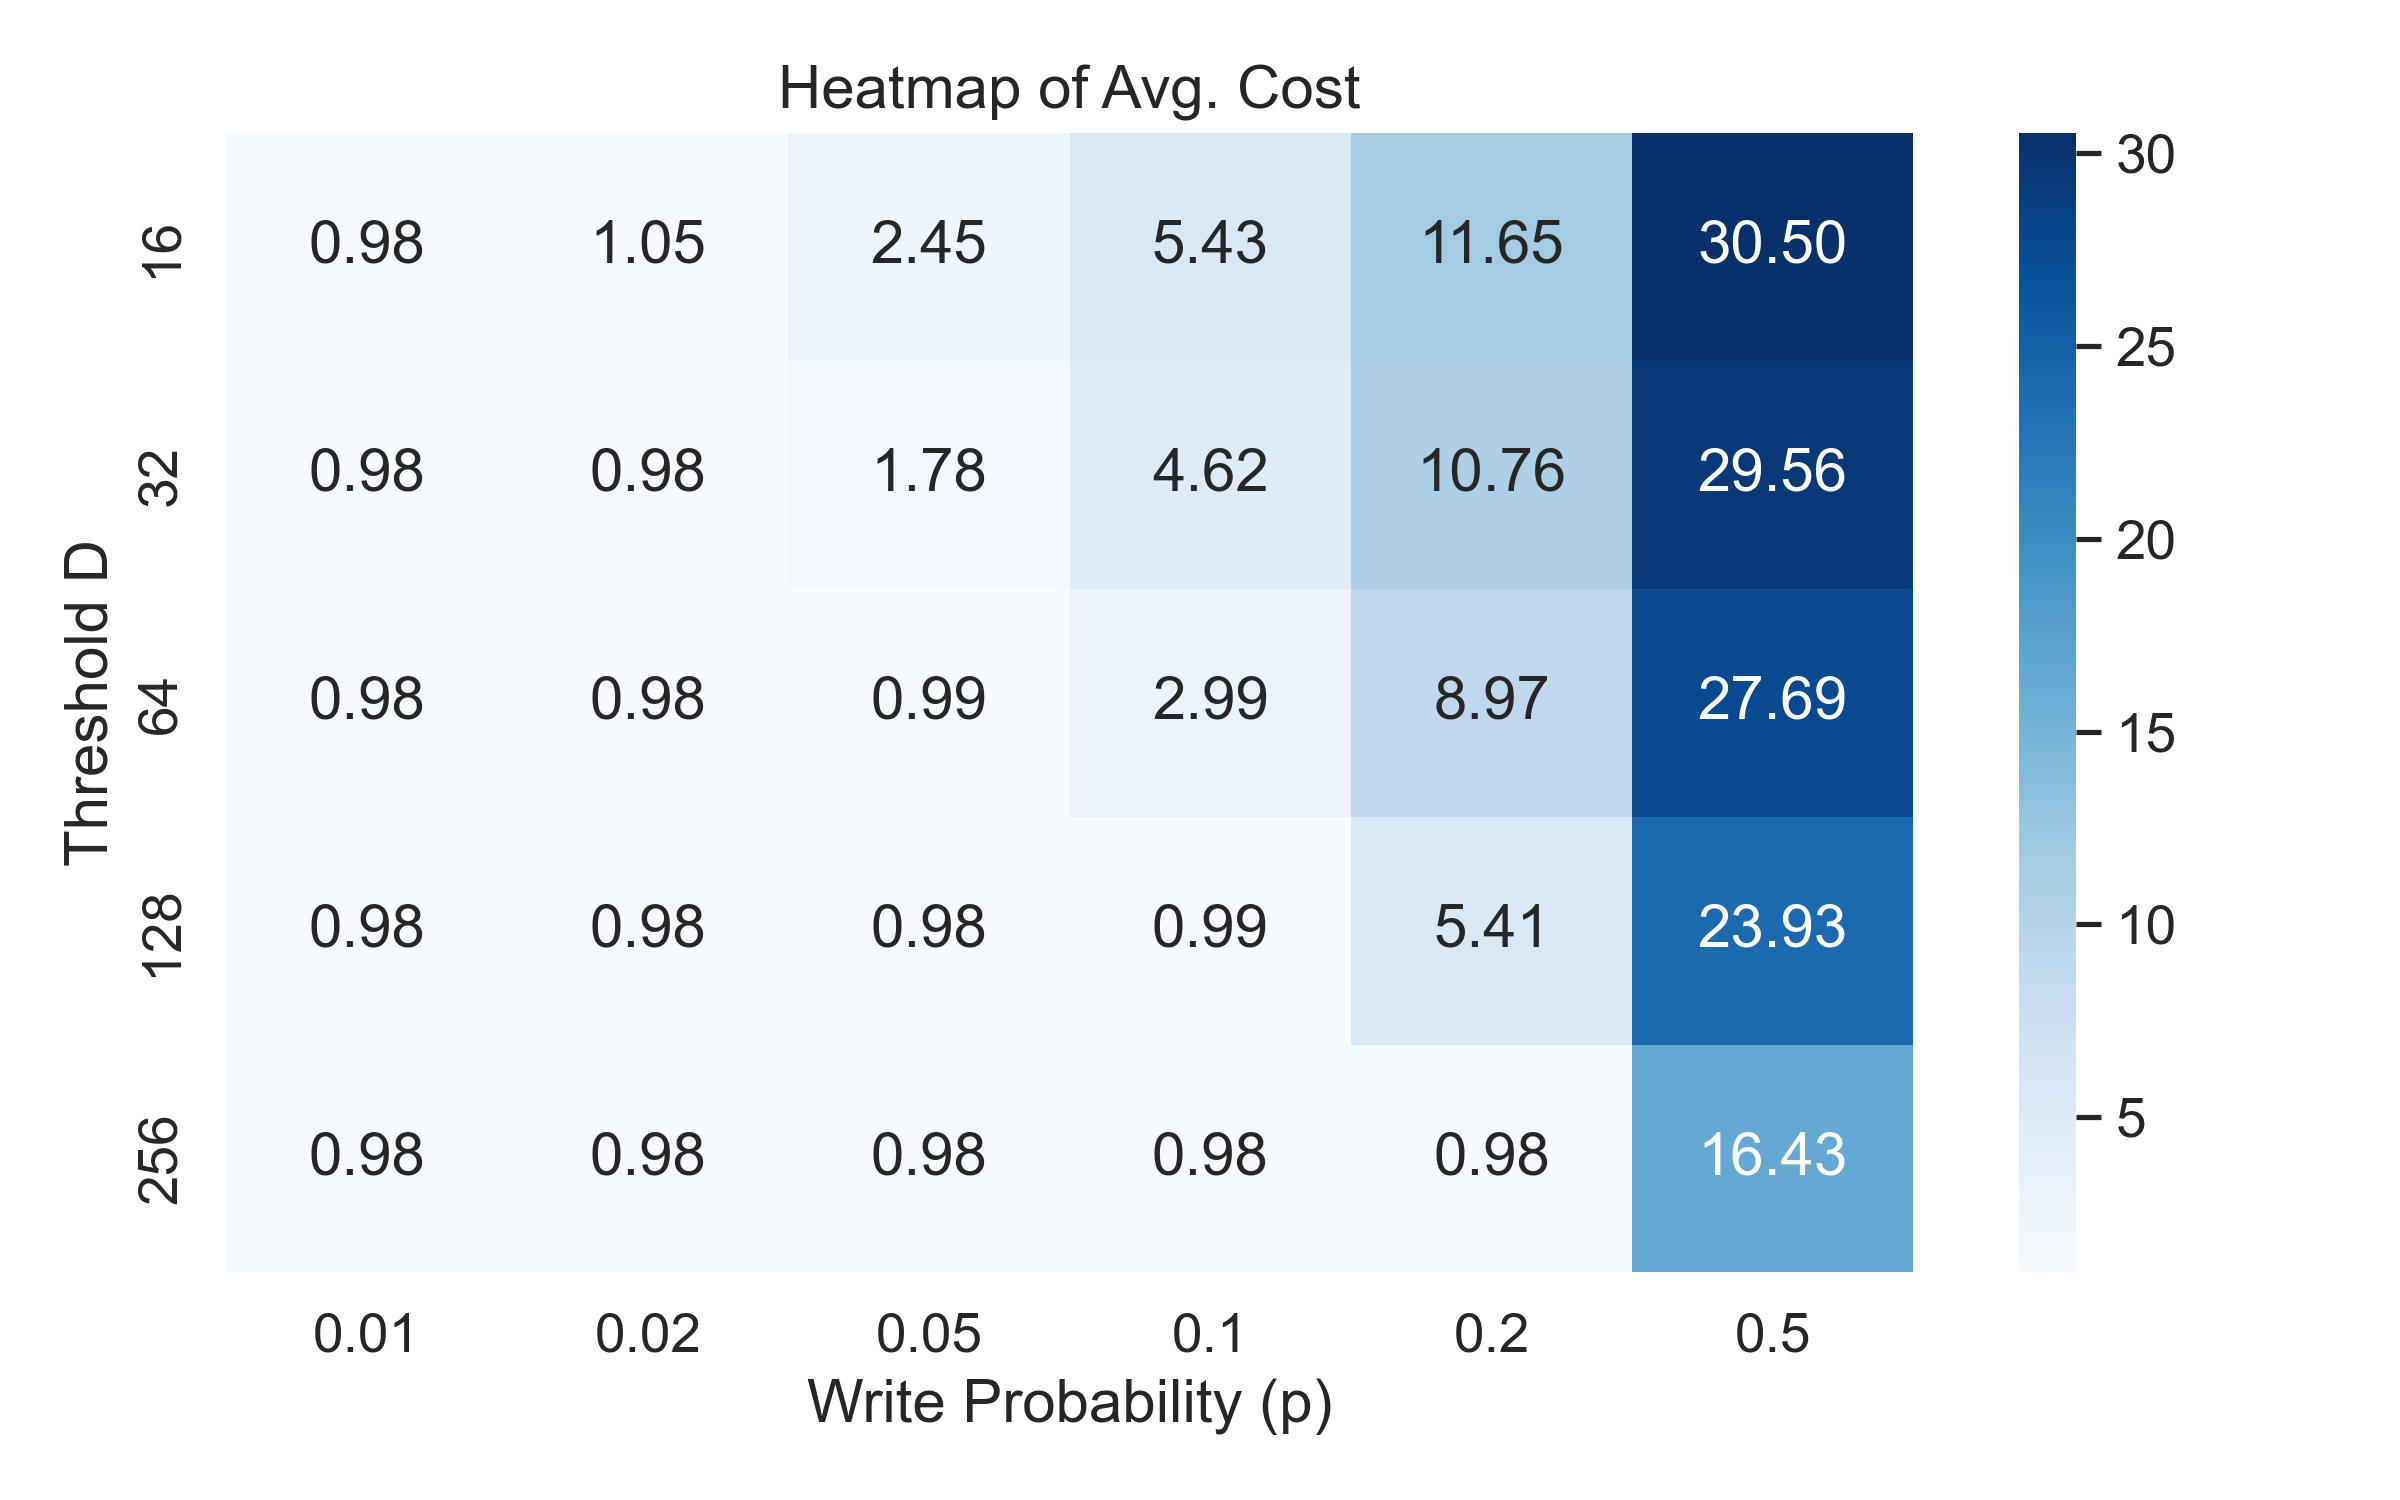 Heatmap of Avg. Cost
Threshold D
16 0.98 1.05 2.45 5.43 11.65 30.50
32 0.98 0.98 1.78 4.62 10.76 29.56
64 0.98 0.98 0.99 2.99 8.97 27.69
128 0.98 0.98 0.98 0.99 5.41 23.93
256 0.98 0.98 0.98 0.98 0.98 16.43
0.01 0.02 0.05 0.1 0.2 0.5
Write Probability (p)
30
25
20
15
10
5